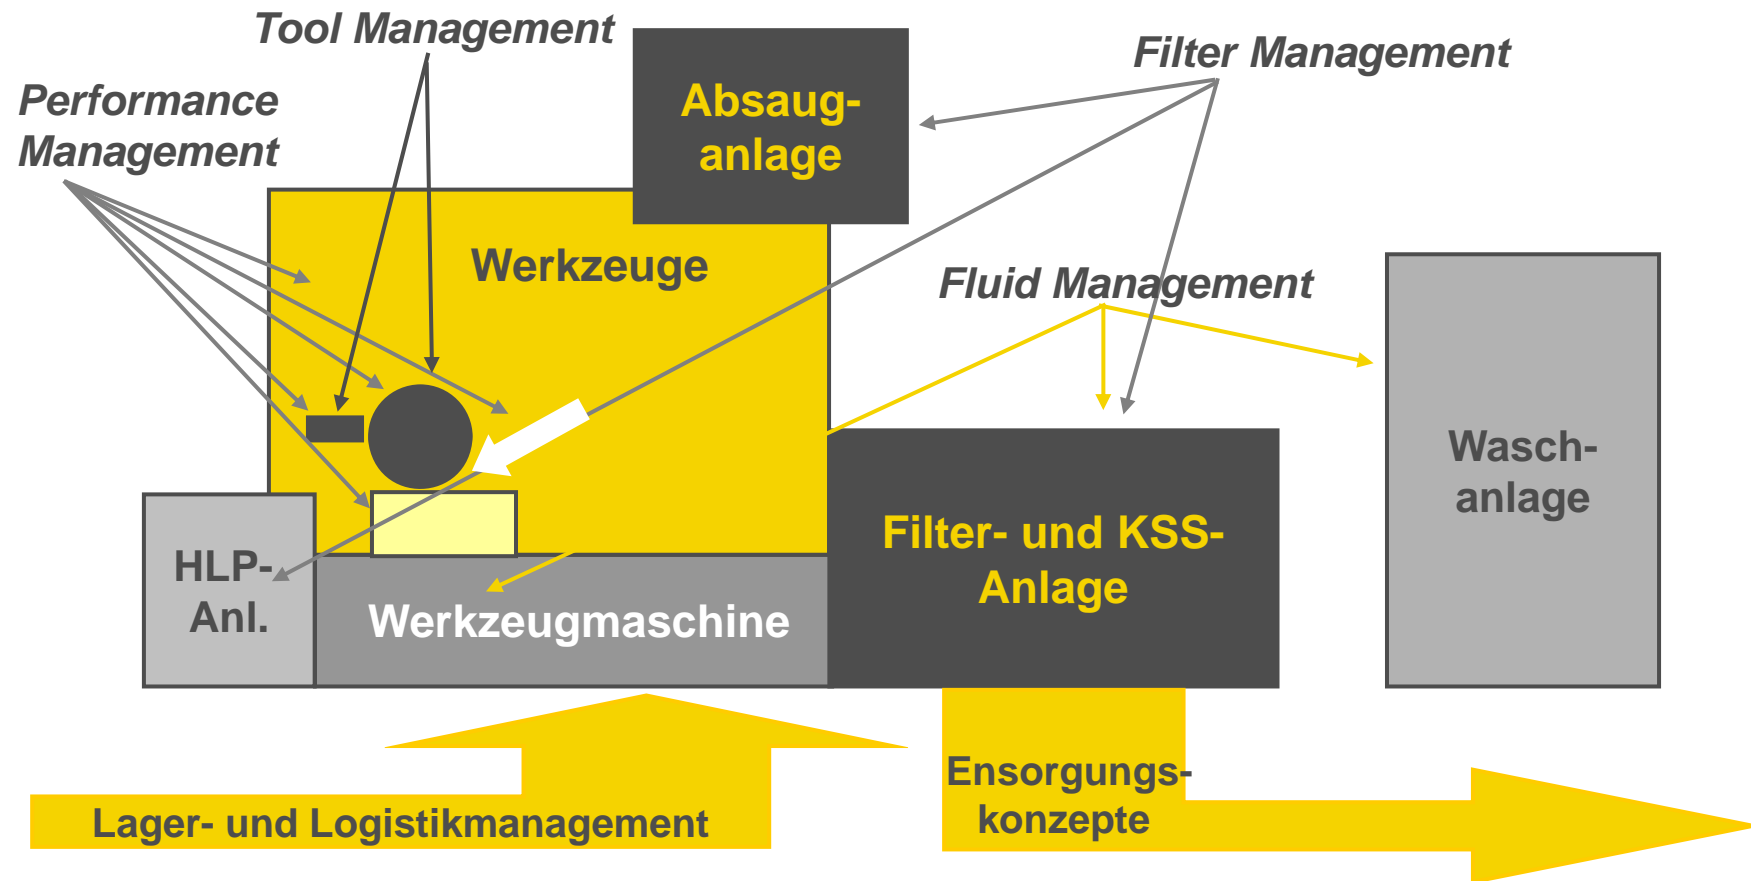 Tool Management
Filter Management
Performance
Management
Absaug-
anlage
Werkzeuge
Fluid Management
Wasch-
anlage
Filter- und KSS-
Anlage
HLP-
Anl.
Werkzeugmaschine
Ensorgungs-
konzepte
Lager- und Logistikmanagement